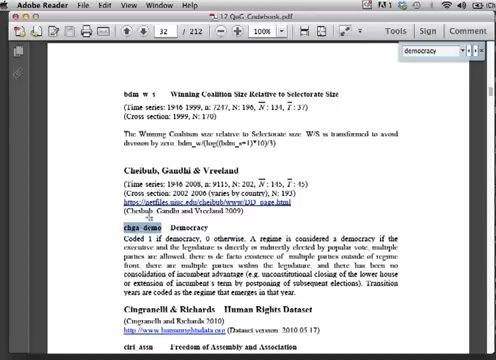 Adobe Reader File Edit View Window Help
17 QoG Codebook.pdf
32 / 212 100% Tools Sign Comment
democracy
bdm_w_s Winning Coalition Size Relative to Selectorate Size
(Time series: 1946-1999, n: 7247, N: 196, N : 134, T : 37)
(Cross section: 1999, N: 170)
The Winning Coalition size relative to Selectorate size. W/S is transformed to avoid
division by zero: bdm_w/(log((bdm_s+1)*10)/3)
Cheibub, Gandhi & Vreeland
(Time series: 1946-2008, n: 9115, N: 202, N : 145, T : 45)
(Cross section: 2002-2006 (varies by country), N: 193)
https://netfiles.uiuc.edu/cheibub/www/DD_page.html
(Cheibub, Gandhi and Vreeland 2009)
chga_demo Democracy
Coded 1 if democracy, 0 otherwise. A regime is considered a democracy if the
executive and the legislature is directly or indirectly elected by popular vote, multiple
parties are allowed, there is de facto existence of multiple parties outside of regime
front, there are multiple parties within the legislature, and there has been no
consolidation of incumbent advantage (e.g. unconstitutional closing of the lower house
or extension of incumbent's term by postponing of subsequent elections). Transition
years are coded as the regime that emerges in that year.
Cingranelli & Richards - Human Rights Dataset
(Cingranelli and Richards 2010)
http://www.humanrightsdata.org (Dataset version: 2010.05.17)
ciri_assn Freedom of Assembly and Association